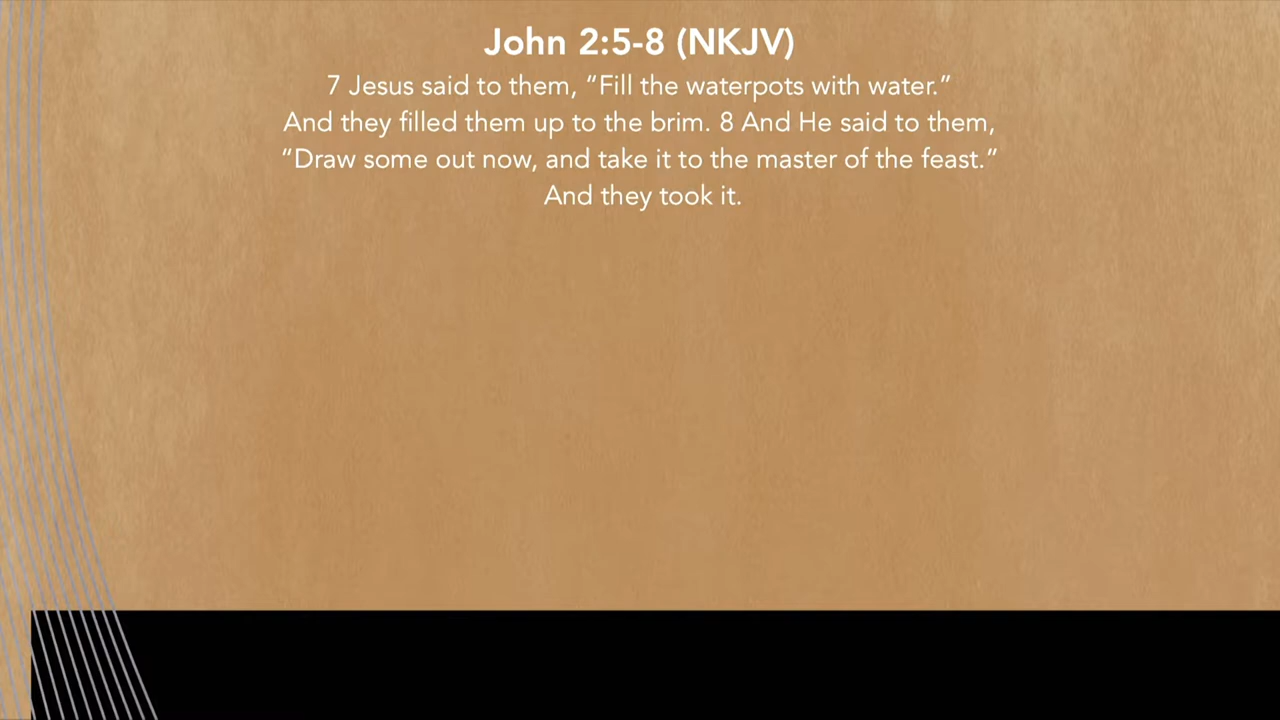 John 2:5-8 (NKJV)
7 Jesus said to them, “Fill the waterpots with water.”
And they filled them up to the brim. 8 And He said to them,
“Draw some out now, and take it to the master of the feast.”
And they took it.